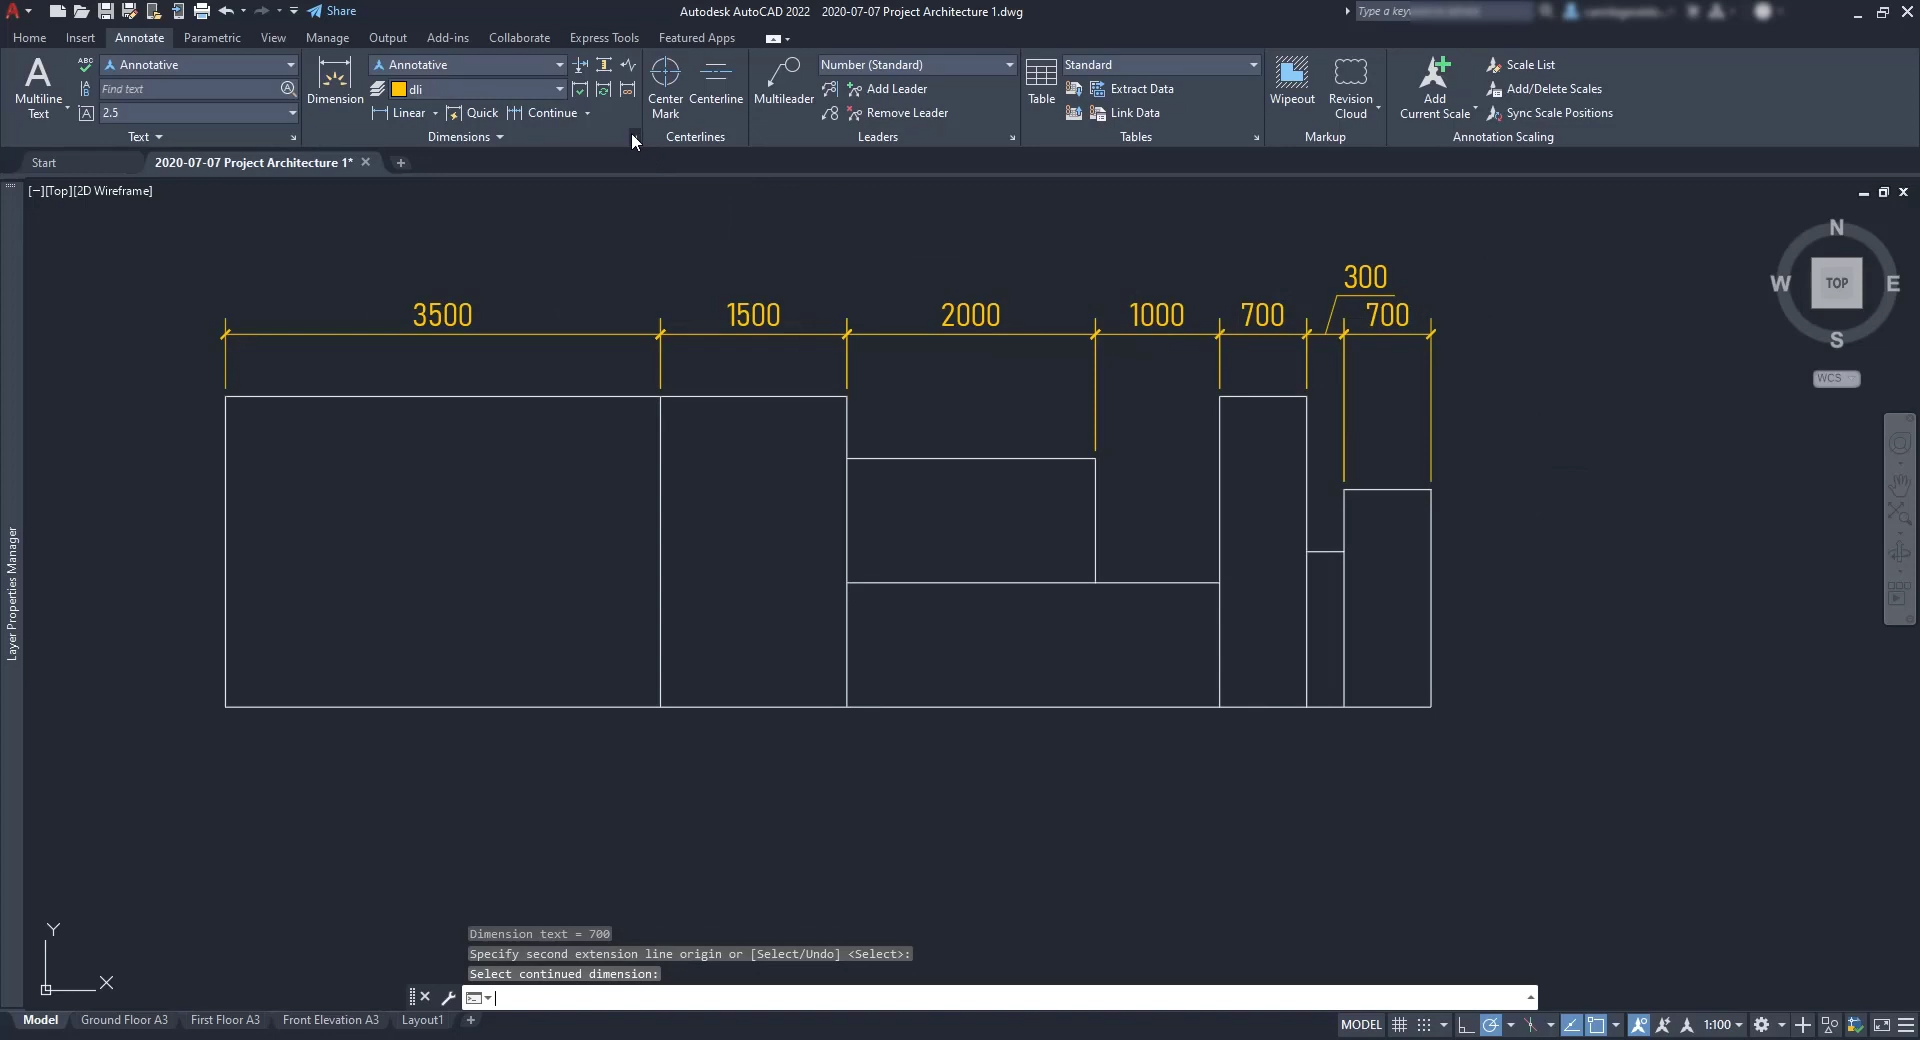 Share
Autodesk AutoCAD 2022 2020-07-07 Project Architecture 1.dwg
Type a key
Home Insert Annotate Parametric View Manage Output Add-ins Collaborate Express Tools Featured Apps
Annotative Annotative Number (Standard) Standard Scale List
Find text dli Add Leader Extract Data Add/Delete Scales
Multiline Text Dimension Center Mark Centerline Multileader Table Wipeout Revision Cloud Add Current Scale
2.5 Linear Quick Continue Remove Leader Link Data Sync Scale Positions
Text Dimensions Centerlines Leaders Tables Markup Annotation Scaling
Start 2020-07-07 Project Architecture 1*
[−][Top][2D Wireframe]
N
W TOP E
S
WCS
300
3500 1500 2000 1000 700 700
Layer Properties Manager
Y
X
Dimension text = 700
Specify second extension line origin or [Select/Undo] <Select>:
Select continued dimension:
Model Ground Floor A3 First Floor A3 Front Elevation A3 Layout1
MODEL 1:100